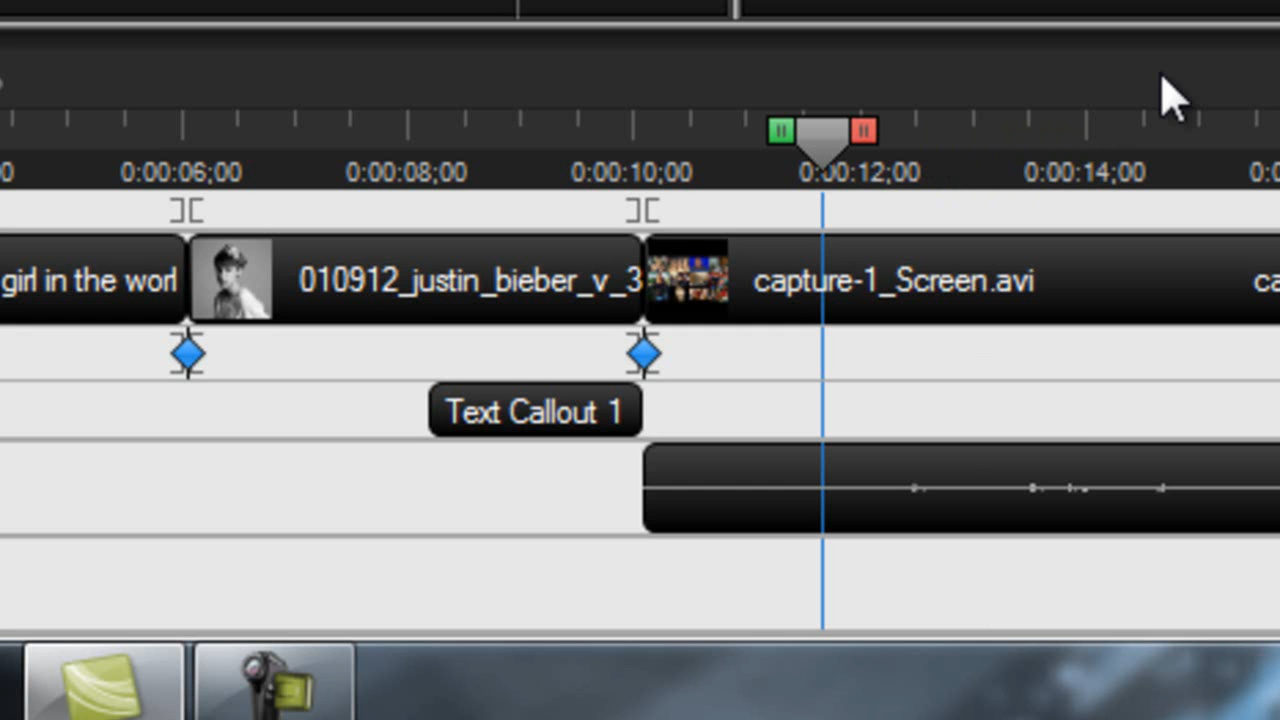 0:00:06;00 0:00:08;00 0:00:10;00 0:00:12;00 0:00:14;00
girl in the worl 010912_justin_bieber_v_3 capture-1_Screen.avi ca
Text Callout 1